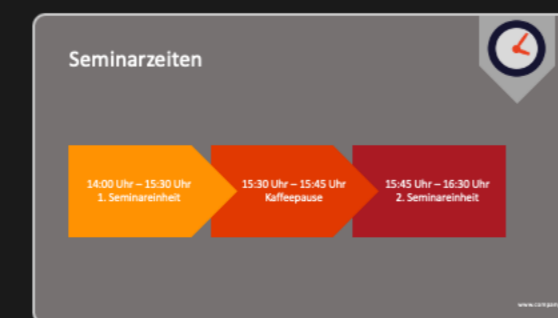 Seminarzeiten
14:00 Uhr – 15:30 Uhr
1. Seminareinheit
15:30 Uhr – 15:45 Uhr
Kaffeepause
15:45 Uhr – 16:30 Uhr
2. Seminareinheit